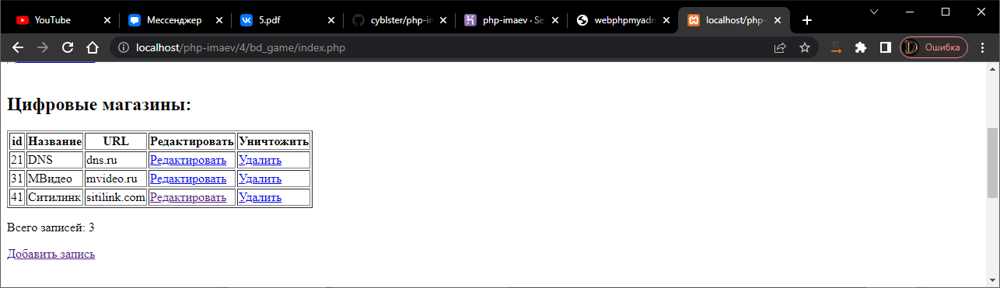 YouTube
Мессенджер
5.pdf
cyblster/php-im
php-imaev · Se
webphpmyadn
localhost/php-
localhost/php-imaev/4/bd_game/index.php
Ошибка
Цифровые магазины:
id Название URL Редактировать Уничтожить
21 DNS dns.ru Редактировать Удалить
31 МВидео mvideo.ru Редактировать Удалить
41 Ситилинк sitilink.com Редактировать Удалить
Всего записей: 3
Добавить запись